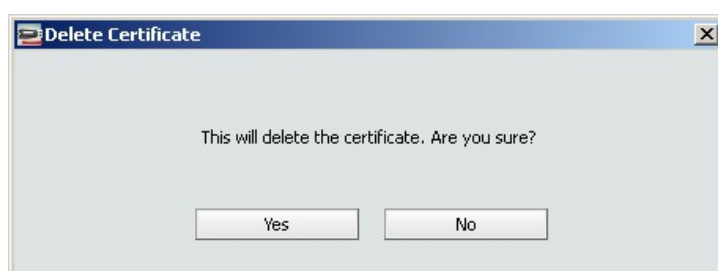 Delete Certificate
This will delete the certificate. Are you sure?
Yes No